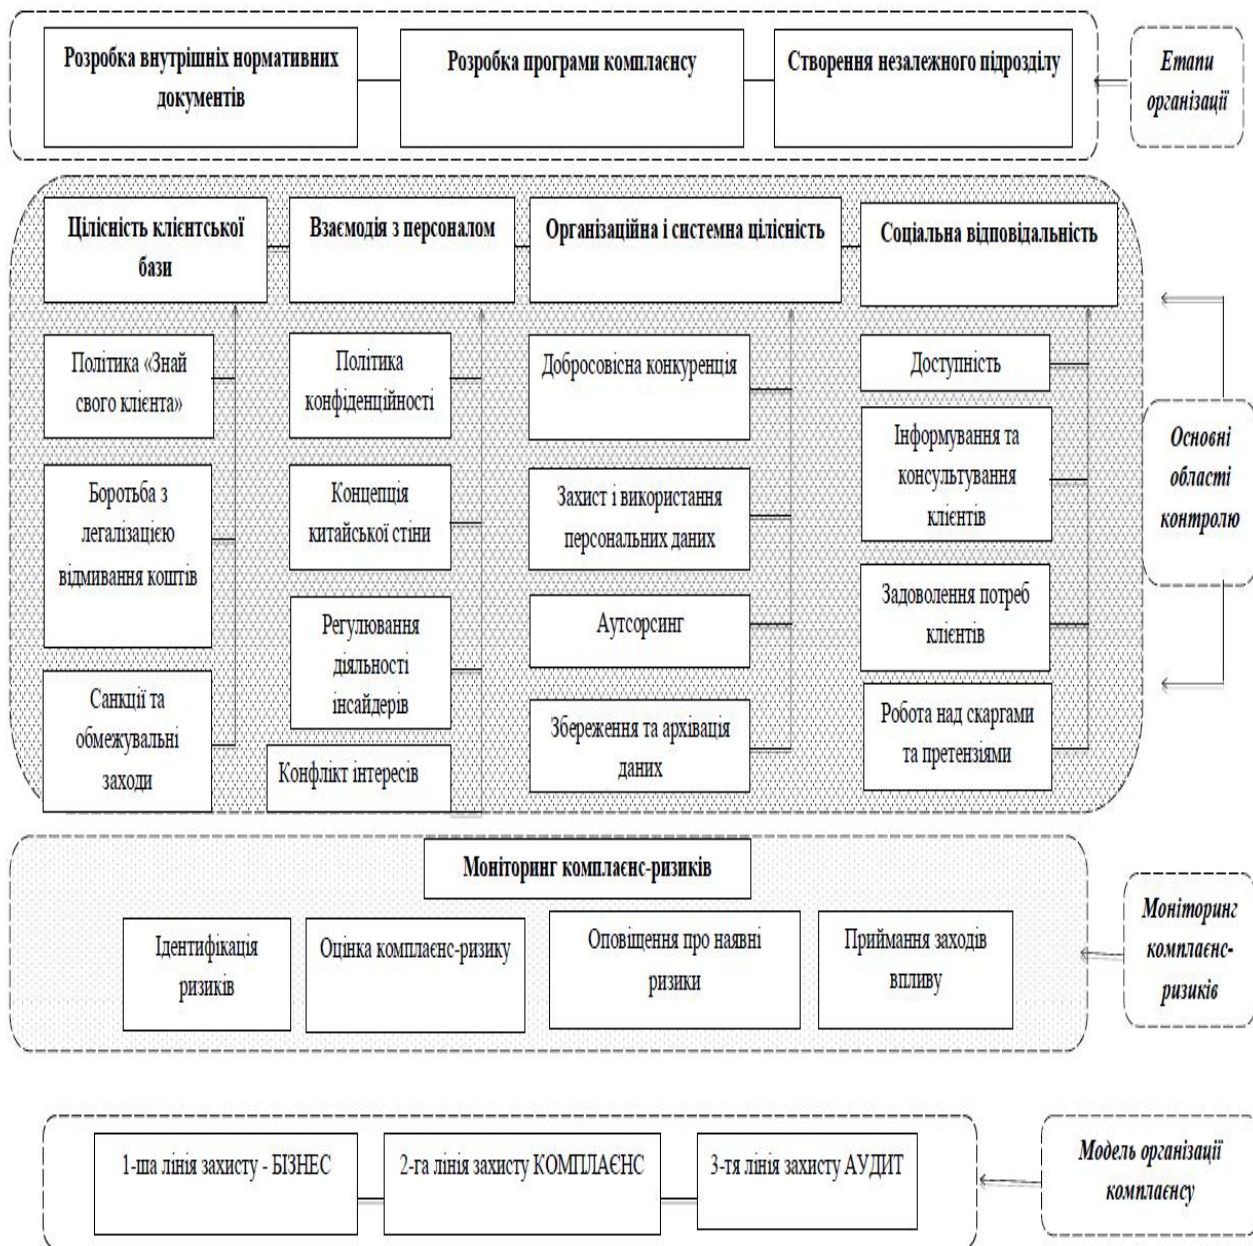 Розробка внутрішніх нормативних
документів
Розробка програми комплаєнсу
Створення незалежного підрозділу
Етапи
організації
Цілісність клієнтської
бази
Взаємодія з персоналом
Організаційна і системна цілісність
Соціальна відповідальність
Політика «Знай
свого клієнта»
Боротьба з
легалізацією
відмивання коштів
Санкції та
обмежувальні
заходи
Політика
конфіденційності
Концепція
китайської стіни
Регулювання
діяльності
інсайдерів
Конфлікт інтересів
Добросовісна конкуренція
Захист і використання
персональних даних
Аутсорсинг
Збереження та архівація
даних
Доступність
Інформування та
консультування
клієнтів
Задоволення потреб
клієнтів
Робота над скаргами
та претензіями
Основні
області
контролю
Моніторинг комплаєнс-ризиків
Ідентифікація
ризиків
Оцінка комплаєнс-ризику
Оповіщення про наявні
ризики
Приймання заходів
впливу
Моніторинг
комплаєнс-
ризиків
1-ша лінія захисту - БІЗНЕС
2-га лінія захисту КОМПЛАЄНС
3-тя лінія захисту АУДИТ
Модель організації
комплаєнсу